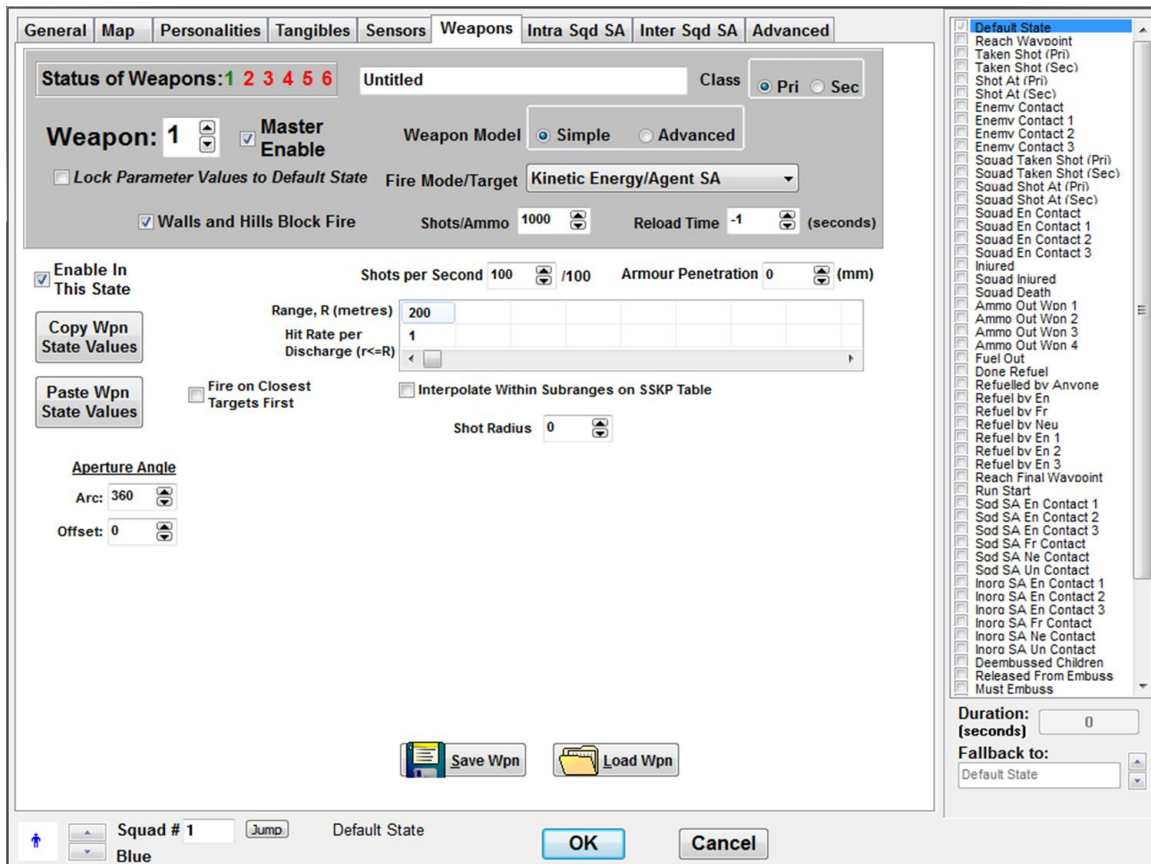 General Map Personalities Tangibles Sensors Weapons Intra Sqd SA Inter Sqd SA Advanced
Status of Weapons: 1 2 3 4 5 6 Untitled Class Pri Sec
Weapon: 1 Master Enable Weapon Model Simple Advanced
Lock Parameter Values to Default State Fire Mode/Target Kinetic Energy/Agent SA
Walls and Hills Block Fire Shots/Ammo 1000 Reload Time -1 (seconds)
Enable In This State Shots per Second 100 /100 Armour Penetration 0 (mm)
Range, R (metres) 200
Hit Rate per Discharge (r<=R) 1
Copy Wpn State Values
Paste Wpn State Values
Fire on Closest Targets First
Interpolate Within Subranges on SSKP Table
Shot Radius 0
Aperture Angle
Arc: 360
Offset: 0
Save Wpn Load Wpn
Default State
Reach Waypoint
Taken Shot (Pri)
Taken Shot (Sec)
Shot At (Pri)
Shot At (Sec)
Enemy Contact
Enemy Contact 1
Enemy Contact 2
Enemy Contact 3
Squad Taken Shot (Pri)
Squad Taken Shot (Sec)
Squad Shot At (Pri)
Squad Shot At (Sec)
Squad En Contact
Squad En Contact 1
Squad En Contact 2
Squad En Contact 3
Injured
Squad Injured
Squad Death
Ammo Out Wpn 1
Ammo Out Wpn 2
Ammo Out Wpn 3
Ammo Out Wpn 4
Fuel Out
Done Refuel
Refuelled by Anyone
Refuel by En
Refuel by Fr
Refuel by Neu
Refuel by En 1
Refuel by En 2
Refuel by En 3
Reach Final Waypoint
Run Start
Sqd SA En Contact 1
Sqd SA En Contact 2
Sqd SA En Contact 3
Sqd SA Fr Contact
Sqd SA Ne Contact
Sqd SA Un Contact
Inorg SA En Contact 1
Inorg SA En Contact 2
Inorg SA En Contact 3
Inorg SA Fr Contact
Inorg SA Ne Contact
Inorg SA Un Contact
Deembussed Children
Released From Embuss
Must Embuss
Duration: (seconds) 0
Fallback to:
Default State
Squad # 1 Jump Default State OK Cancel
Blue